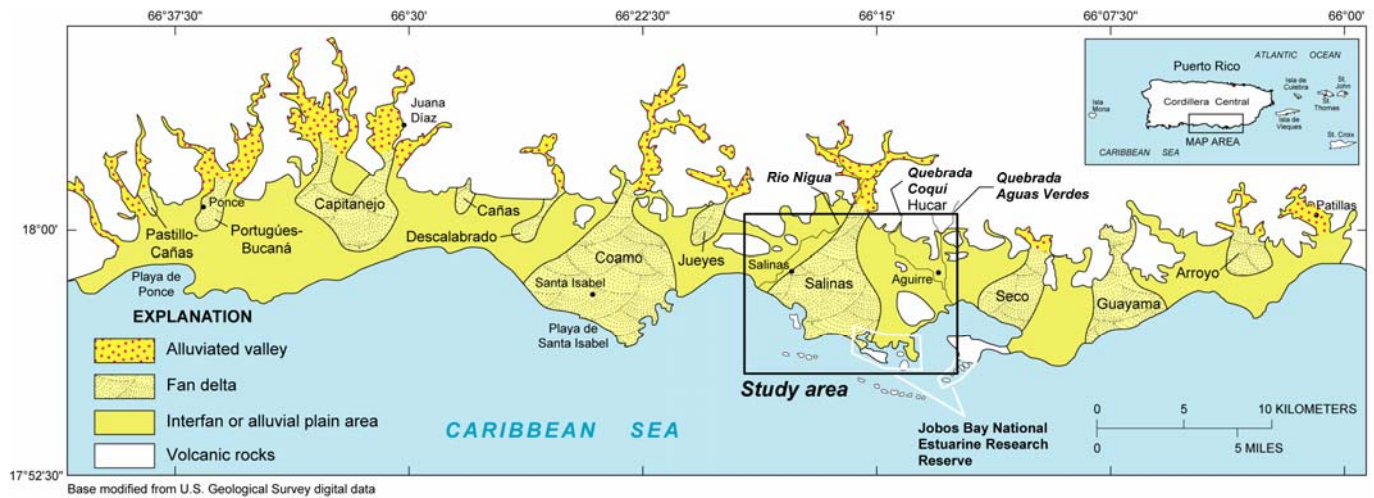 66°37'30"
66°30'
66°22'30"
66°15'
66°07'30"
66°00'
ATLANTIC OCEAN
Puerto Rico
Isla de
Culebra
St.
John
St.
Thomas
Isla
Mona
Cordillera Central
Isla de
Vieques
St. Croix
MAP AREA
CARIBBEAN SEA
Juana
Díaz
Rio Nigua
Quebrada
Coquí
Hucar
Quebrada
Aguas Verdes
Ponce
Capitanejo
Cañas
Patillas
18°00'
Pastillo-
Cañas
Portugúes-
Bucaná
Descalabrado
Coamo
Jueyes
Salinas
Salinas
Aguirre
Seco
Guayama
Arroyo
Playa de
Ponce
Santa Isabel
Playa de
Santa Isabel
EXPLANATION
Alluviated valley
Fan delta
Interfan or alluvial plain area
Volcanic rocks
Study area
CARIBBEAN SEA
Jobos Bay National
Estuarine Research
Reserve
0 5 10 KILOMETERS
0 5 MILES
17°52'30"
Base modified from U.S. Geological Survey digital data